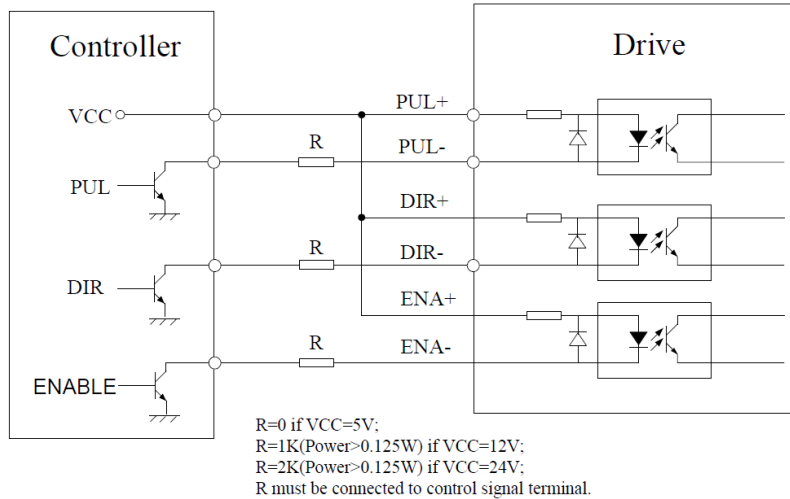 Controller
Drive
VCC
PUL+
R
PUL-
PUL
DIR+
R
DIR-
DIR
ENA+
R
ENA-
ENABLE
R=0 if VCC=5V;
R=1K(Power>0.125W) if VCC=12V;
R=2K(Power>0.125W) if VCC=24V;
R must be connected to control signal terminal.